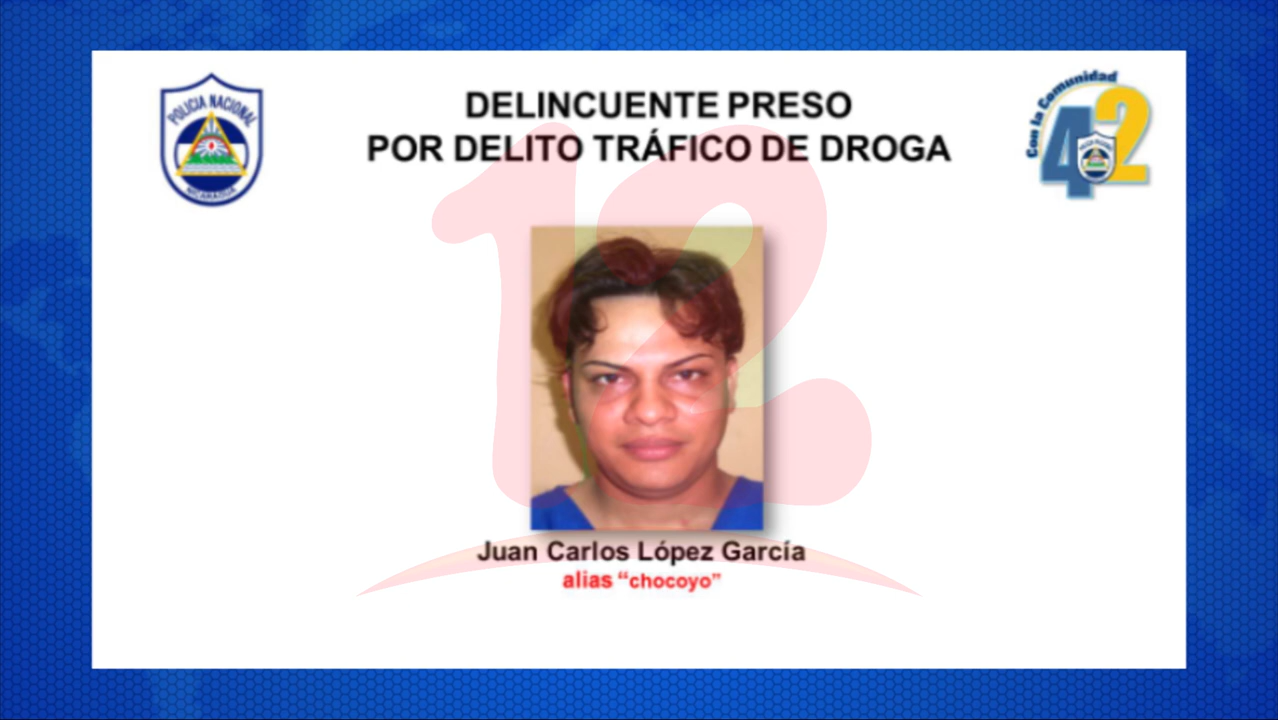 POLICIA NACIONAL
NICARAGUA
DELINCUENTE PRESO
POR DELITO TRÁFICO DE DROGA
Con la Comunidad
42
12
Juan Carlos López García
alias “chocoyo”